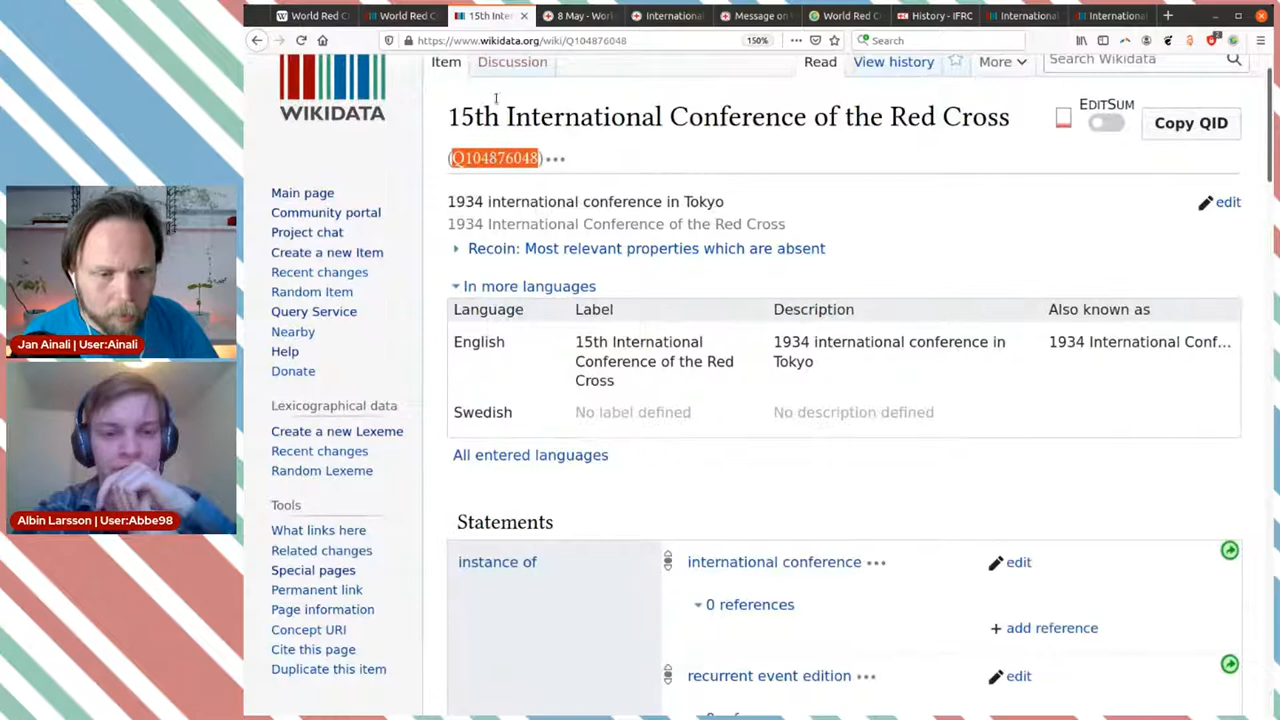 World Red C
World Red C
15th Inter
8 May - Wor
Internationa
Message on
World Red C
History - IFRC
Internationa
Internationa
https://www.wikidata.org/wiki/Q104876048
150%
Search
WIKIDATA
Item
Discussion
Read
View history
More
Search Wikidata
15th International Conference of the Red Cross
(Q104876048)
EDITSUM
Copy QID
1934 international conference in Tokyo
edit
1934 International Conference of the Red Cross
Recoin: Most relevant properties which are absent
In more languages
Language Label Description Also known as
English
15th International
Conference of the Red
Cross
1934 international conference in
Tokyo
1934 International Conf...
Swedish No label defined No description defined
All entered languages
Statements
instance of
international conference
edit
0 references
+ add reference
recurrent event edition
edit
Main page
Community portal
Project chat
Create a new Item
Recent changes
Random Item
Query Service
Nearby
Help
Donate
Lexicographical data
Create a new Lexeme
Recent changes
Random Lexeme
Tools
What links here
Related changes
Special pages
Permanent link
Page information
Concept URI
Cite this page
Duplicate this item
Jan Ainali | User:Ainali
Albin Larsson | User:Abbe98